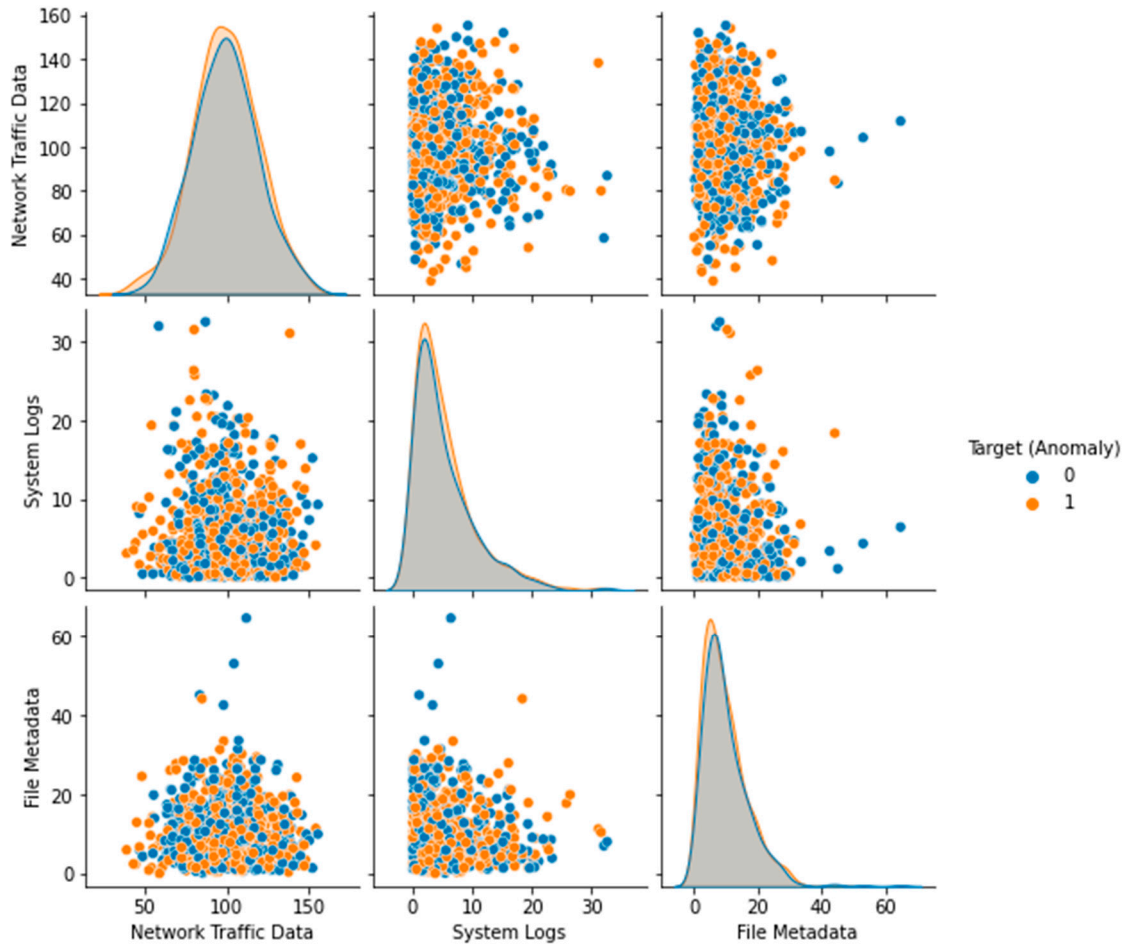 160
140
120
100
80
60
40
Network Traffic Data
30
20
10
0
System Logs
Target (Anomaly)
0
1
60
40
20
0
File Metadata
50 100 150
0 10 20 30
0 20 40 60
Network Traffic Data
System Logs
File Metadata